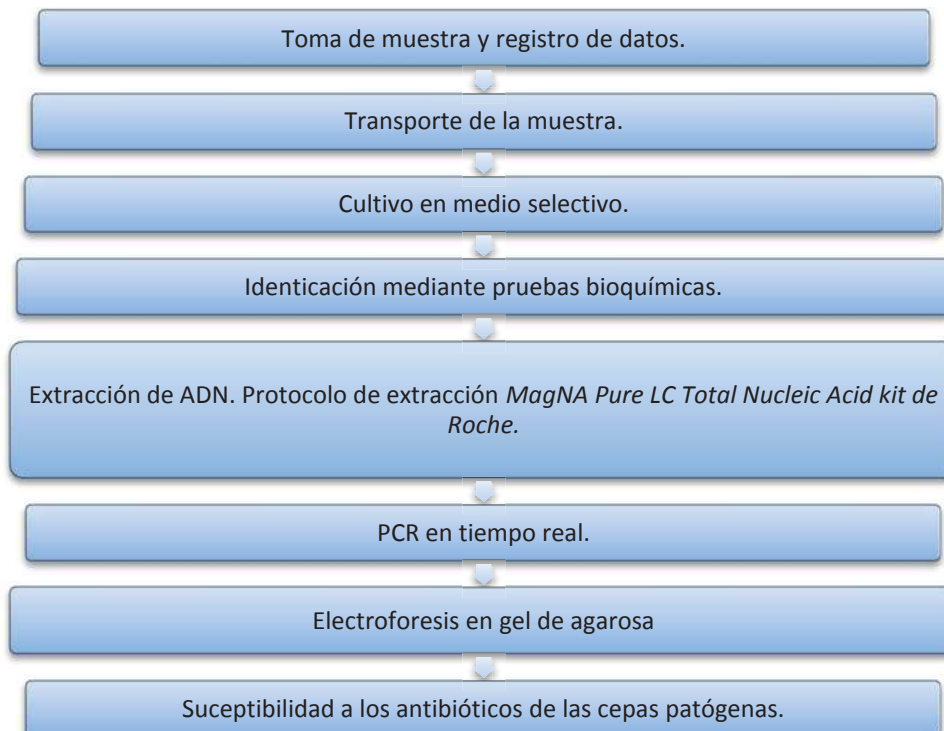 Toma de muestra y registro de datos.
Transporte de la muestra.
Cultivo en medio selectivo.
Identicación mediante pruebas bioquímicas.
Extracción de ADN. Protocolo de extracción MagNA Pure LC Total Nucleic Acid kit de
Roche.
PCR en tiempo real.
Electroforesis en gel de agarosa
Suceptibilidad a los antibióticos de las cepas patógenas.